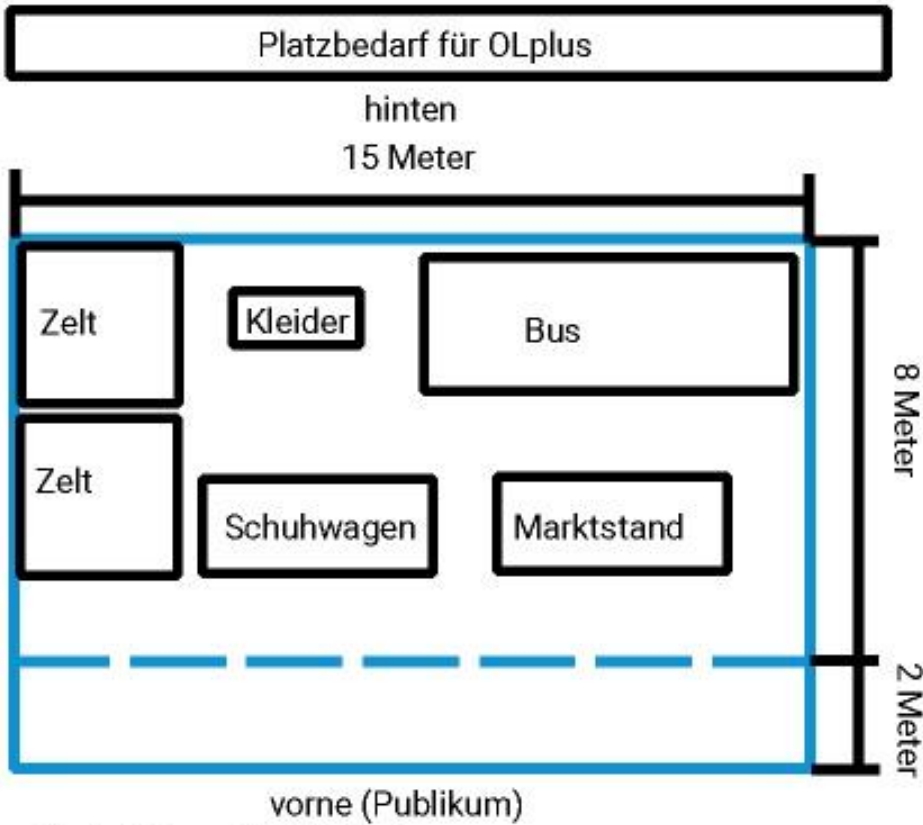 Platzbedarf für OLplus
hinten
15 Meter
Zelt
Kleider
Bus
8 Meter
Zelt
Schuhwagen
Marktstand
2 Meter
vorne (Publikum)